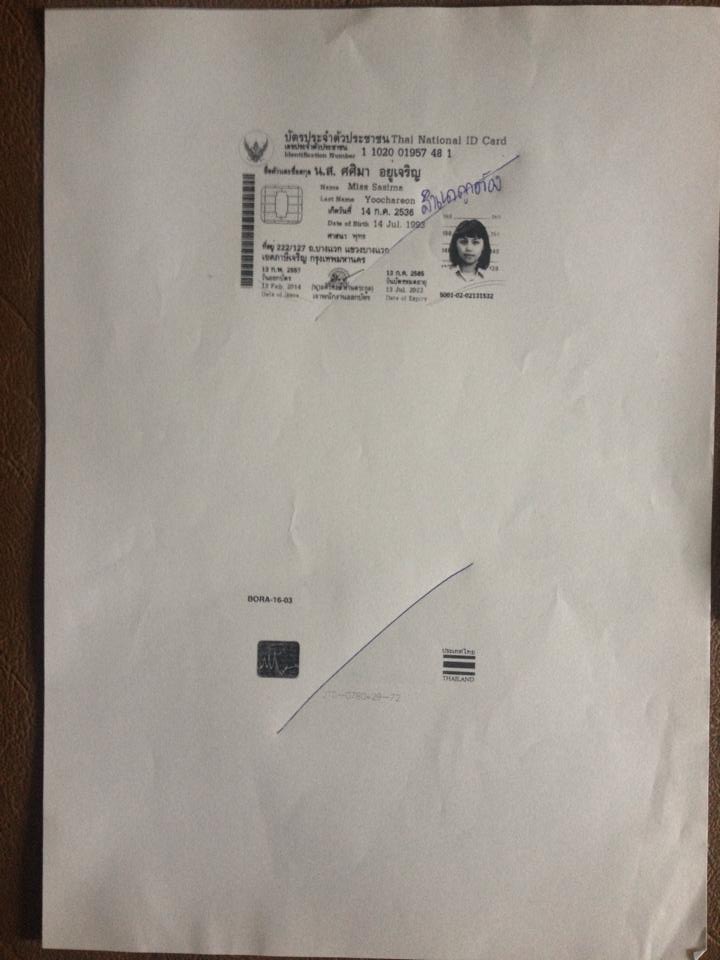 บัตรประจำตัวประชาชน Thai National ID Card
เลขประจำตัวประชาชน
Identification Number 1 1020 01957 48 1
ชื่อตัวและชื่อสกุล น.ส. ศศิมา อยู่เจริญ
Name Miss Sasima
Last Name Yoochareon
สำเนาถูกต้อง
เกิดวันที่ 14 ก.ค. 2536
Date of Birth 14 Jul. 1993
ศาสนา พุทธ
ที่อยู่ 222/127 ถ.บางแวก แขวงบางแวก
เขตภาษีเจริญ กรุงเทพมหานคร
13 ก.พ. 2557
วันออกบัตร
13 Feb. 2014
Date of Issue
เจ้าพนักงานออกบัตร
13 ก.ค. 2565
วันบัตรหมดอายุ
13 Jul. 2022
Date of Expiry
5001-02-02131532
BORA-16-03
ประเทศไทย
THAILAND